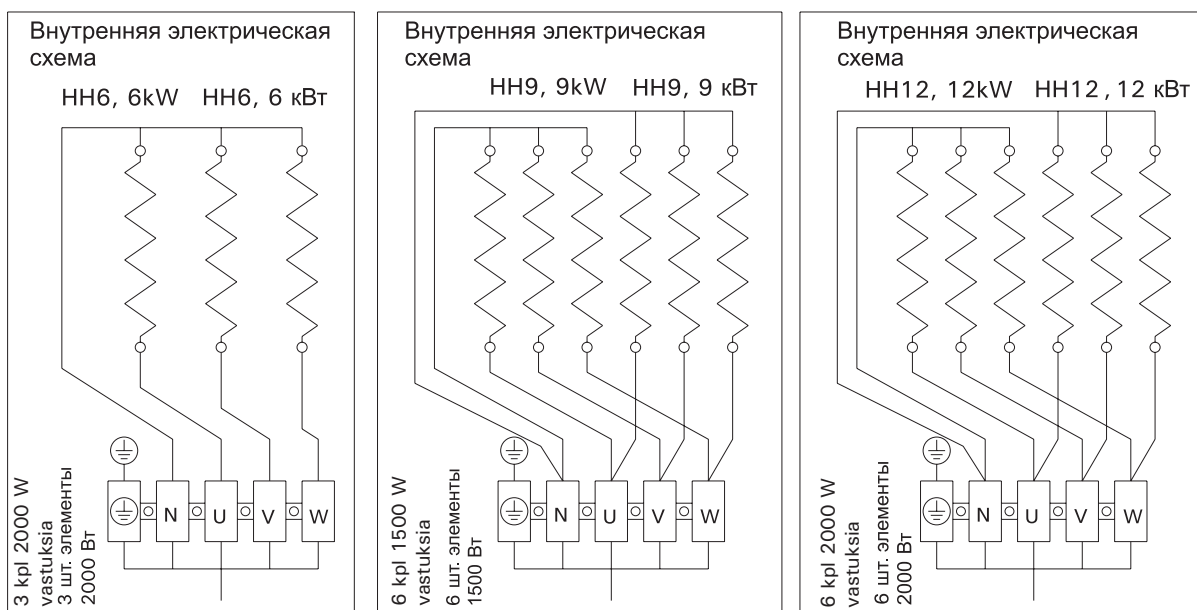 Внутренняя электрическая
схема
HH6, 6kW HH6, 6 кВт
3 kpl 2000 W
vastuksia
3 шт. элементы
2000 Вт
N U V W
Внутренняя электрическая
схема
HH9, 9kW HH9, 9 кВт
6 kpl 1500 W
vastuksia
6 шт. элементы
1500 Вт
N U V W
Внутренняя электрическая
схема
HH12, 12kW HH12 , 12 кВт
6 kpl 2000 W
vastuksia
6 шт. элементы
2000 Вт
N U V W